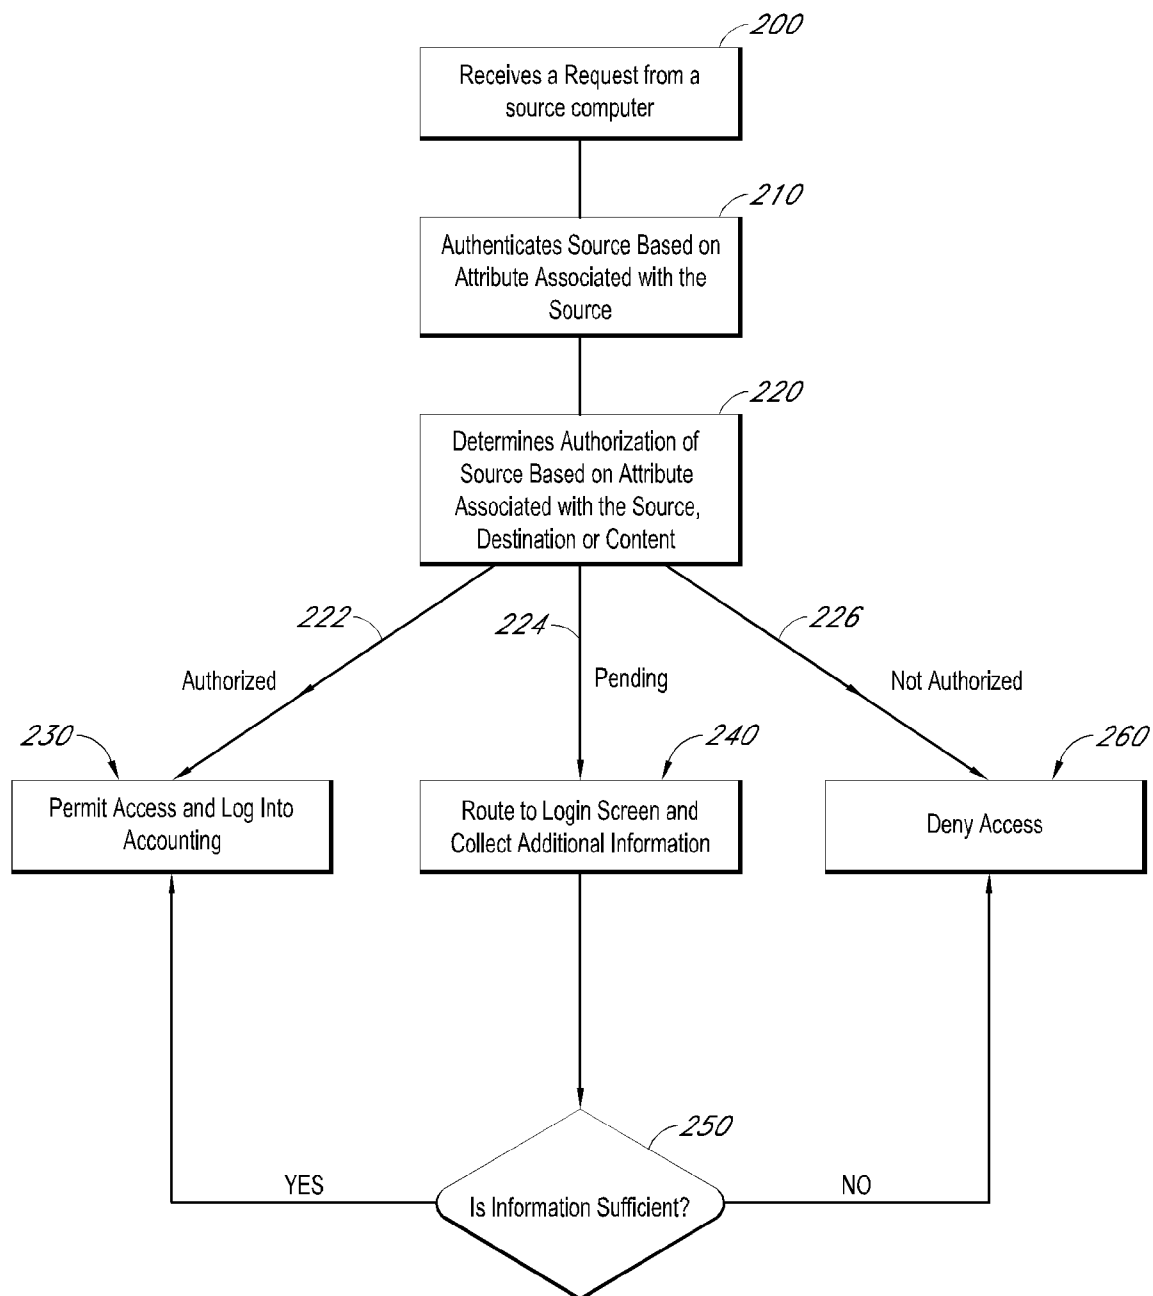 200
Receives a Request from a
source computer
210
Authenticates Source Based on
Attribute Associated with the
Source
220
Determines Authorization of
Source Based on Attribute
Associated with the Source,
Destination or Content
222
224
226
Authorized
Pending
Not Authorized
230
240
260
Permit Access and Log Into
Accounting
Route to Login Screen and
Collect Additional Information
Deny Access
250
YES
Is Information Sufficient?
NO